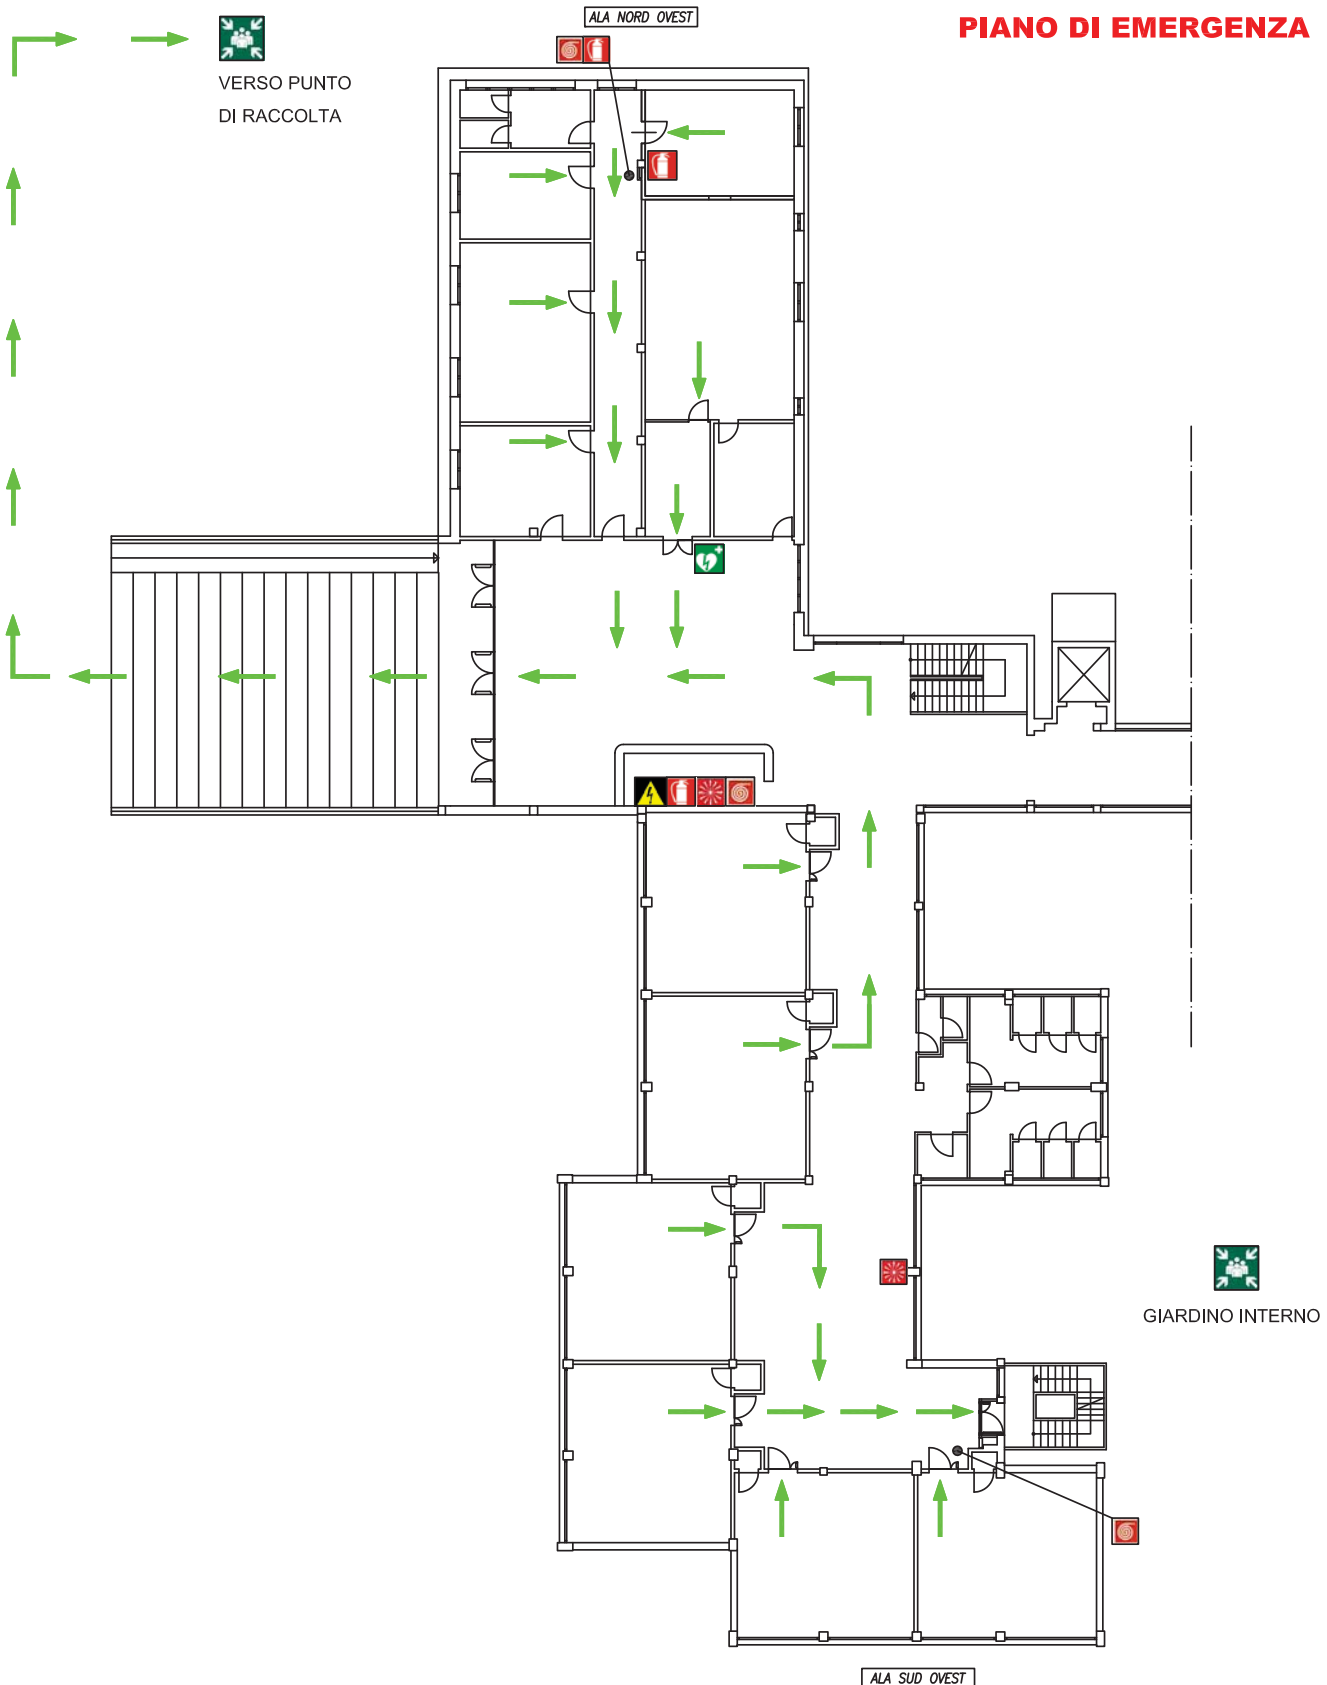 ALA NORD OVEST
PIANO DI EMERGENZA
VERSO PUNTO
DI RACCOLTA
GIARDINO INTERNO
ALA SUD OVEST